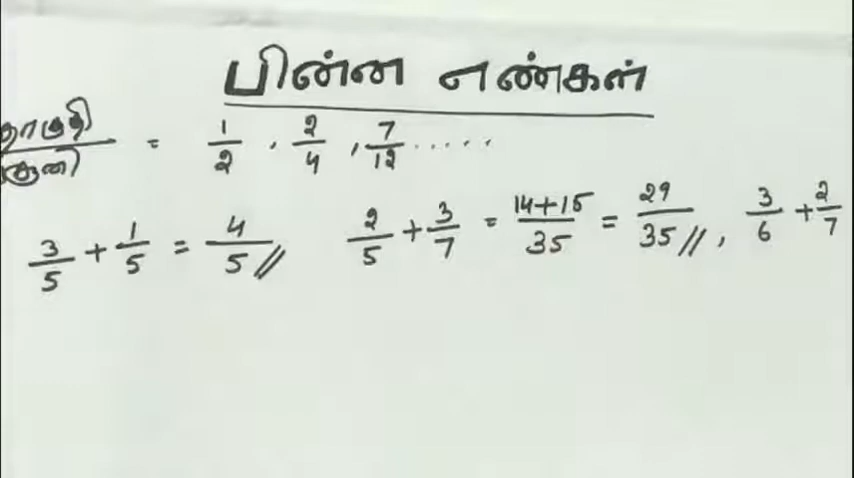 பின்ன எண்கள்
தொகுதி / பகுதி = 1/2 , 2/4 , 7/12 .....
3/5 + 1/5 = 4/5 // 2/5 + 3/7 = 14+15/35 = 29/35 // , 3/6 + 2/7